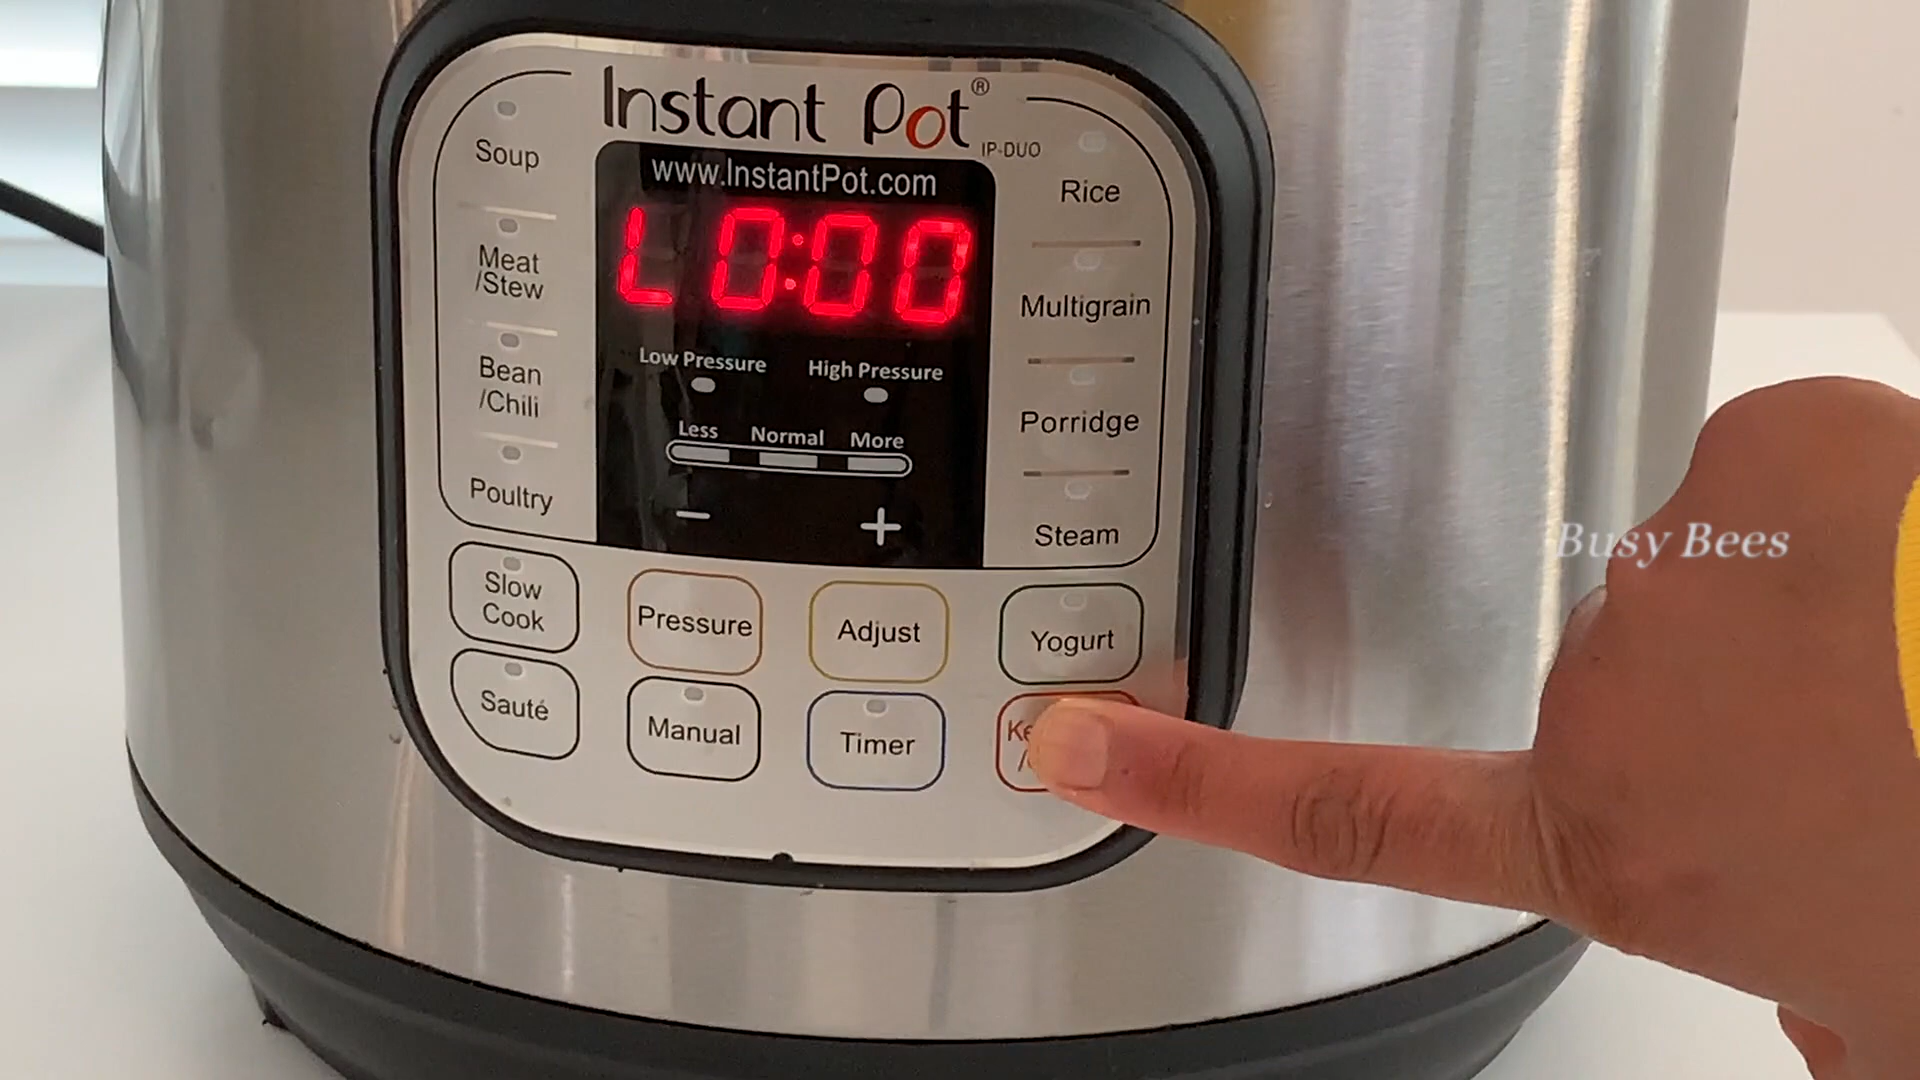 Instant Pot®
IP-DUO
www.InstantPot.com
L0:00
Soup
Meat
/Stew
Bean
/Chili
Poultry
Low Pressure
High Pressure
Less
Normal
More
−
+
Rice
Multigrain
Porridge
Steam
Slow
Cook
Pressure
Adjust
Yogurt
Sauté
Manual
Timer
Busy Bees